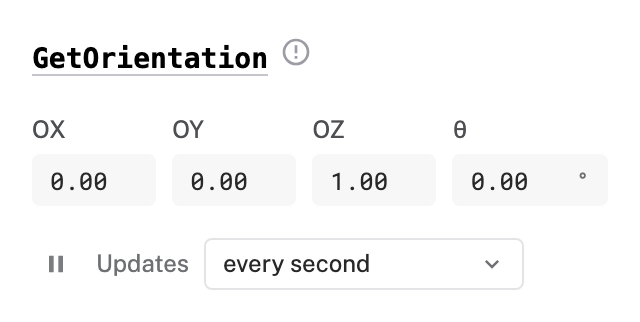 GetOrientation
OX OY OZ θ
0.00 0.00 1.00 0.00 °
Updates every second